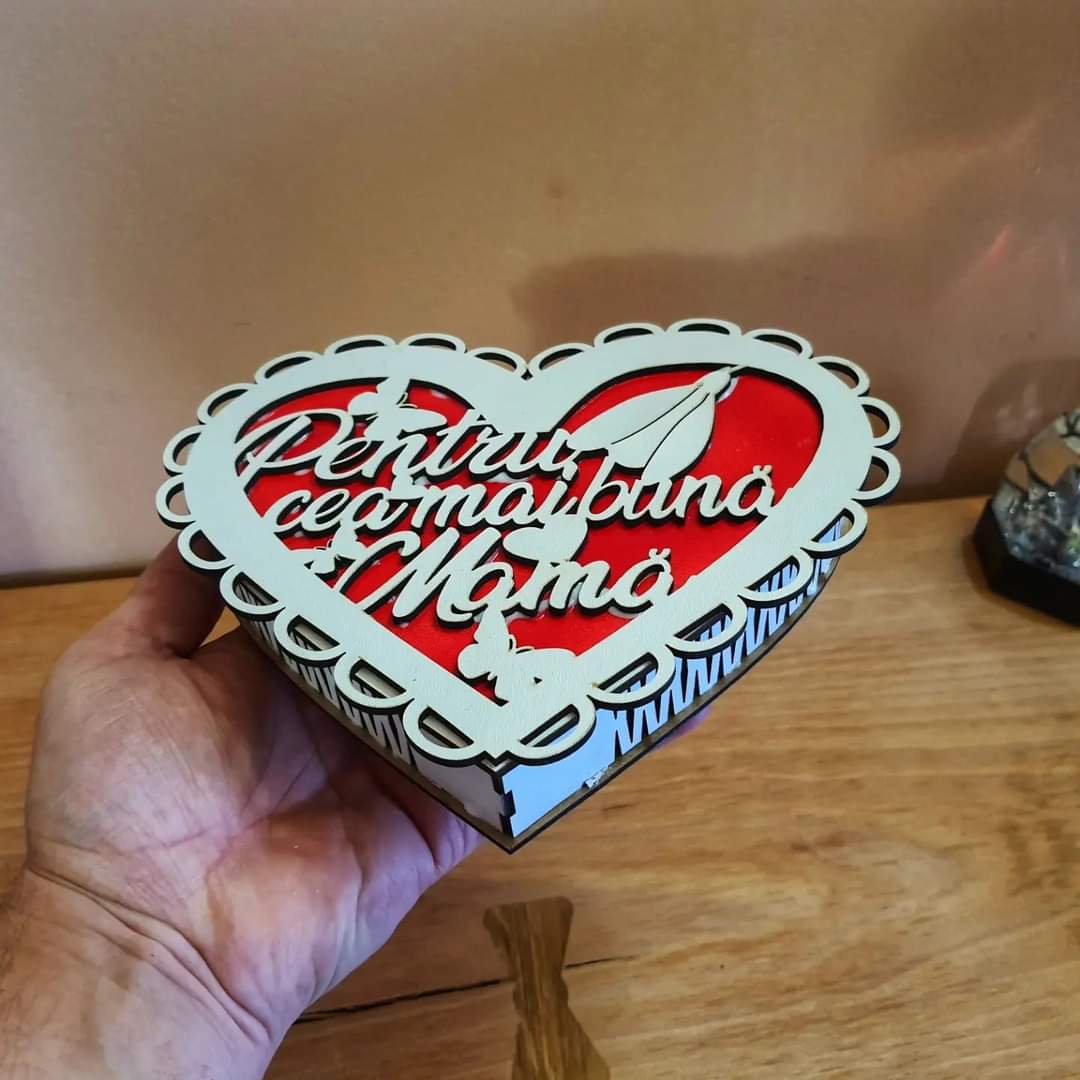 Pentru
cea mai bună
Mamă